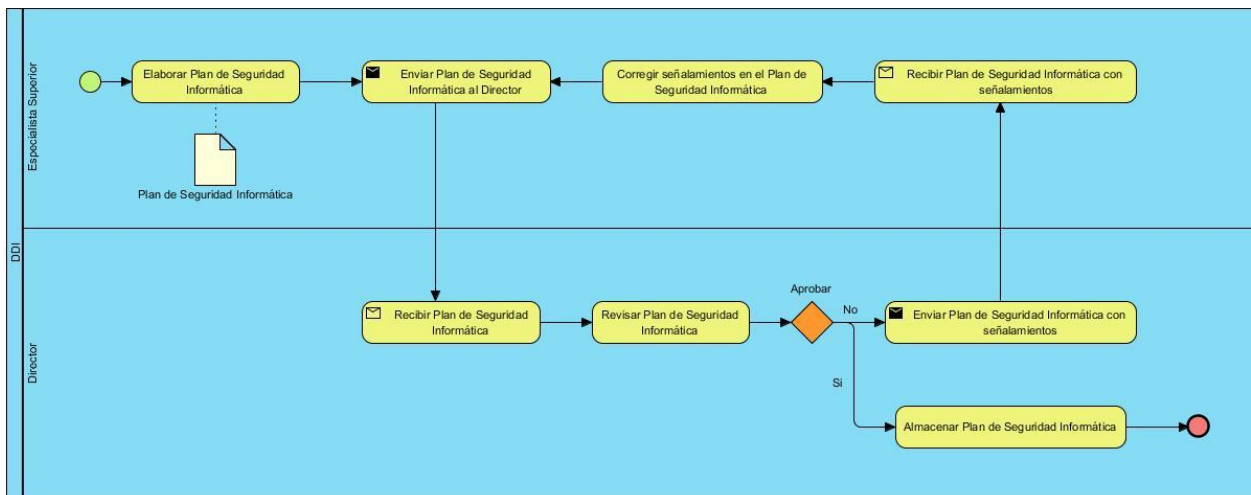 DDI
Especialista Superior
Elaborar Plan de Seguridad
Informática
Enviar Plan de Seguridad
Informática al Director
Corregir señalamientos en el Plan de
Seguridad Informática
Recibir Plan de Seguridad Informática con
señalamientos
Plan de Seguridad Informática
Director
Recibir Plan de Seguridad
Informática
Revisar Plan de Seguridad
Informática
Aprobar
No
Enviar Plan de Seguridad Informática con
señalamientos
Si
Almacenar Plan de Seguridad Informática